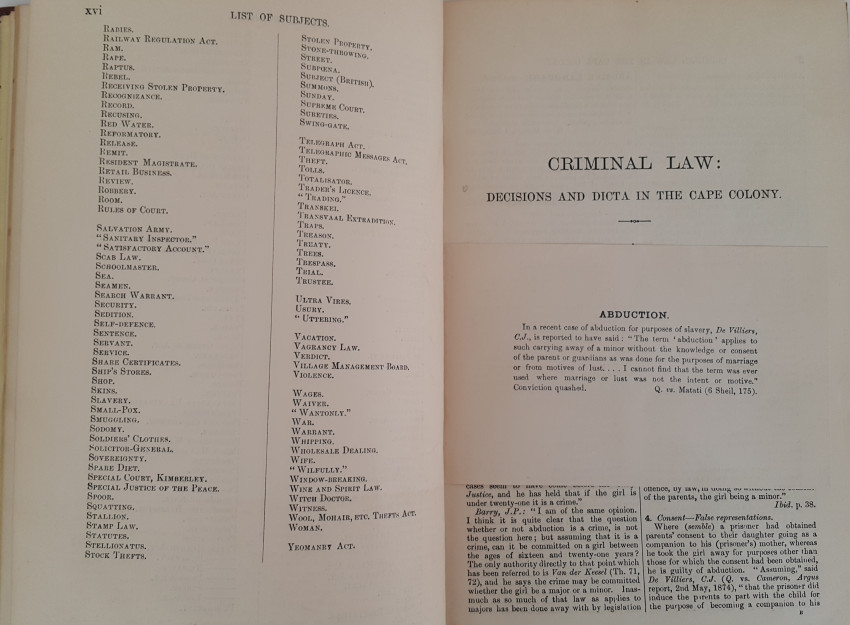 xvi
LIST OF SUBJECTS.
Rabies.
Railway Regulation Act.
Ram.
Rape.
Raptus.
Rebel.
Receiving Stolen Property,
Recognizance.
Record.
Recusing.
Red Water.
Reformatory.
Release.
Remit.
Resident Magistrate.
Retail Business.
Review.
Robbery.
Room.
Rules of Court.
Salvation Army.
"Sanitary Inspector."
"Satisfactory Account."
Scab Law.
Schoolmaster.
Sea.
Seamen.
Search Warrant.
Security.
Sedition.
Self-defence.
Sentence.
Servant.
Service.
Share Certificates.
Ship's Stores.
Shop.
Skins.
Slavery.
Small-Pox.
Smuggling.
Sodomy.
Soldiers' Clothes.
Solicitor-General.
Sovereignty.
Spare Diet.
Special Court, Kimberley.
Special Justice of the Peace.
Spoor.
Squatting.
Stallion.
Stamp Law.
Statutes.
Stellionatus.
Stock Thefts.
Stolen Property.
Stone-throwing.
Street.
Subpœna.
Subject (British).
Summons.
Sunday.
Supreme Court.
Sureties.
Swing-gate.
Telegraph Act.
Telegraphic Messages Act.
Theft.
Tolls.
Totalisator.
Trader's Licence.
"Trading."
Transkei.
Transvaal Extradition.
Traps.
Treason.
Treaty.
Trees.
Trespass.
Trial.
Trustee.
Ultra Vires.
Usury.
"Uttering."
Vacation.
Vagrancy Law.
Verdict.
Village Management Board.
Violence.
Wages.
Waiver.
"Wantonly."
War.
Warrant.
Whipping.
Wholesale Dealing.
Wife.
"Wilfully."
Window-breaking.
Wine and Spirit Law.
Witch Doctor.
Witness.
Wool, Mohair, etc. Thefts Act.
Woman.
Yeomanry Act.
CRIMINAL LAW:
DECISIONS AND DICTA IN THE CAPE COLONY.
ABDUCTION.
In a recent case of abduction for purposes of slavery, De Villiers,
C.J., is reported to have said: "The term 'abduction' applies to
such carrying away of a minor without the knowledge or consent
of the parent or guardians as was done for the purposes of marriage
or from motives of lust. . . . I cannot find that the term was ever
used where marriage or lust was not the intent or motive."
Conviction quashed. Q. vs. Matati (6 Sheil, 175).
cases seem to have
Justice, and he has held that if the girl is
under twenty-one it is a crime."
Barry, J.P.: "I am of the same opinion.
I think it is quite clear that the question
whether or not abduction is a crime, is not
the question here; but assuming that it is a
crime, can it be committed on a girl between
the ages of sixteen and twenty-one years?
The only authority directly to that point which
has been referred to is Van der Keesel (Th. 71,
72), and he says the crime may be committed
whether the girl be a major or a minor. Inas-
much as so much of that law as applies to
majors has been done away with by legislation
offence, by law, in
of the parents, the girl being a minor."
Ibid. p. 38.
4. Consent—False representations.
Where (semble) a prisoner had obtained
parents' consent to their daughter going as a
companion to his (prisoner's) mother, whereas
he took the girl away for purposes other than
those for which the consent had been obtained,
he is guilty of abduction. "Assuming," said
De Villiers, C.J. (Q. vs. Cameron, Argus
report, 2nd May, 1874), "that the prisoner did
induce the parents to part with the child for
the purpose of becoming a companion to his
B